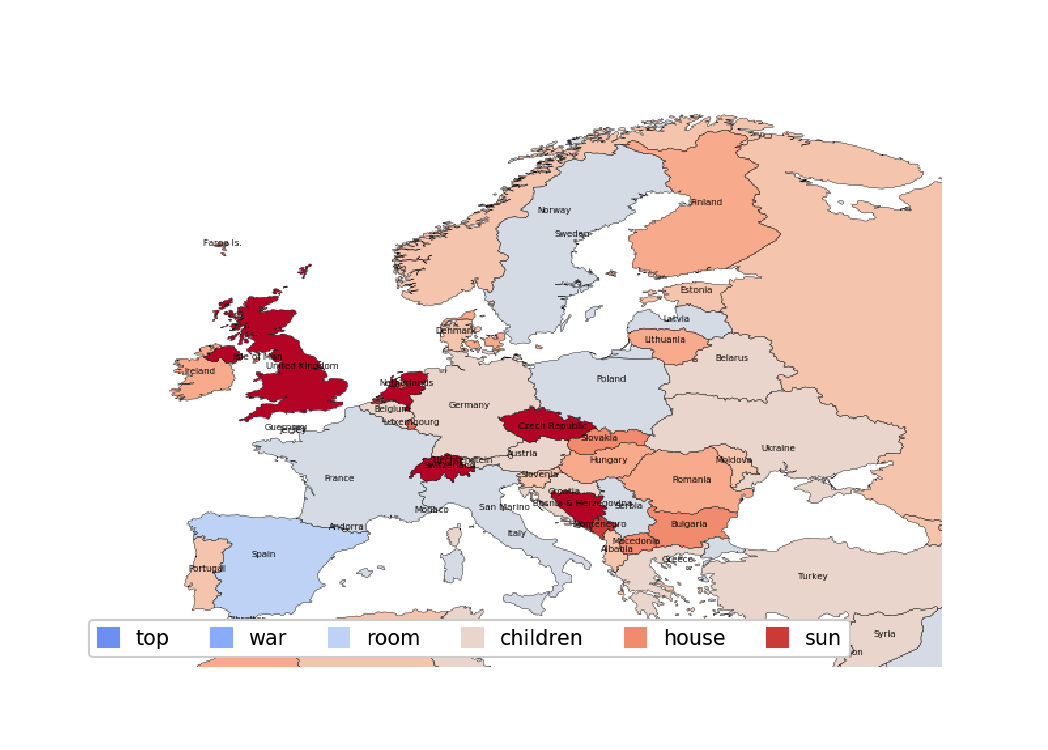 Norway
Finland
Sweden
Faroe Is.
Estonia
Latvia
Denmark
Lithuania
Isle of Man
Belarus
United Kingdom
Ireland
Poland
Netherlands
Germany
Belgium
Luxembourg
Guernsey
Jersey
Czech Republic
Slovakia
Ukraine
Austria
Hungary
Moldova
Switzerland
Slovenia
France
Romania
Croatia
Bosnia & Herzegovina
Serbia
Monaco
San Marino
Andorra
Montenegro
Bulgaria
Italy
Macedonia
Albania
Spain
Greece
Portugal
Turkey
Syria
top war room children house sun